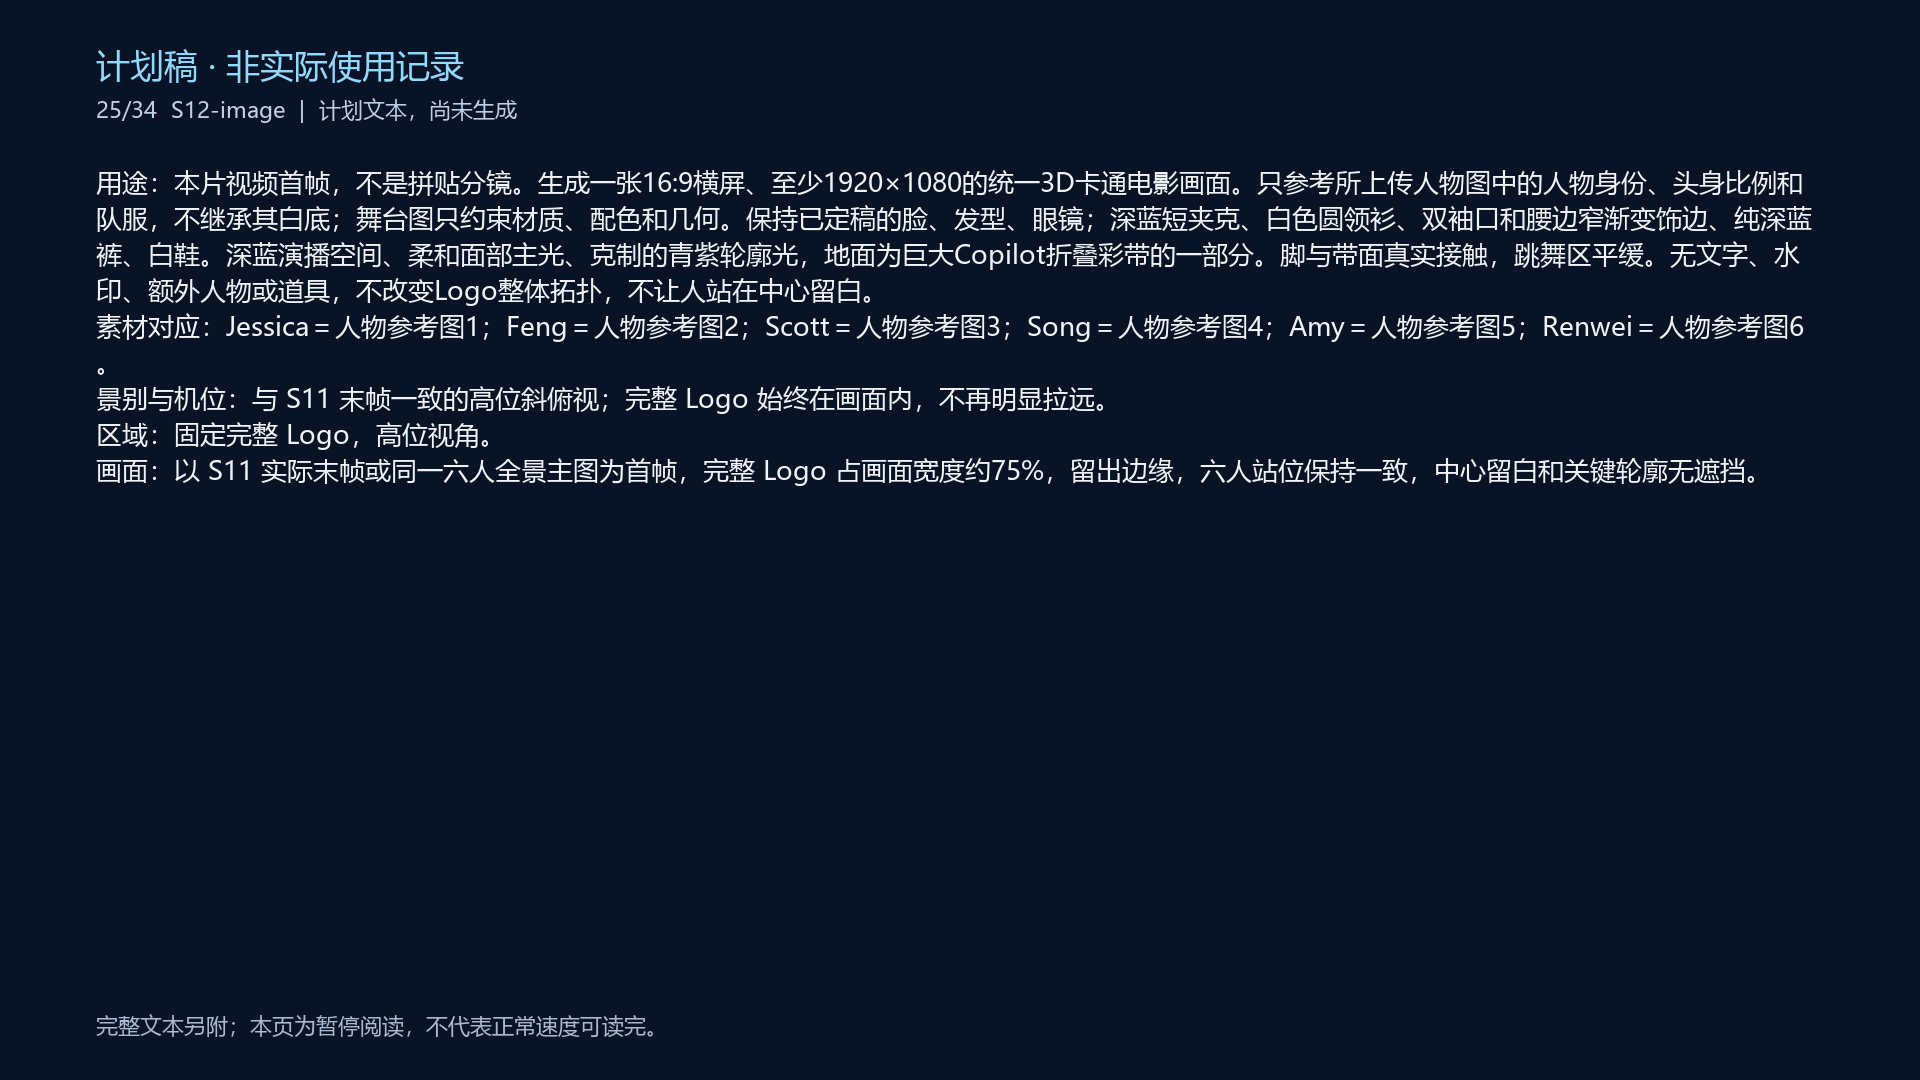 计划稿 · 非实际使用记录
25/34 S12-image | 计划文本，尚未生成
用途：本片视频首帧，不是拼贴分镜。生成一张16:9横屏、至少1920×1080的统一3D卡通电影画面。只参考所上传人物图中的人物身份、头身比例和
队服，不继承其白底；舞台图只约束材质、配色和几何。保持已定稿的脸、发型、眼镜；深蓝短夹克、白色圆领衫、双袖口和腰边窄渐变饰边、纯深蓝
裤、白鞋。深蓝演播空间、柔和面部主光、克制的青紫轮廓光，地面为巨大Copilot折叠彩带的一部分。脚与带面真实接触，跳舞区平缓。无文字、水
印、额外人物或道具，不改变Logo整体拓扑，不让人站在中心留白。
素材对应：Jessica＝人物参考图1；Feng＝人物参考图2；Scott＝人物参考图3；Song＝人物参考图4；Amy＝人物参考图5；Renwei＝人物参考图6
。
景别与机位：与 S11 末帧一致的高位斜俯视；完整 Logo 始终在画面内，不再明显拉远。
区域：固定完整 Logo，高位视角。
画面：以 S11 实际末帧或同一六人全景主图为首帧，完整 Logo 占画面宽度约75%，留出边缘，六人站位保持一致，中心留白和关键轮廓无遮挡。
完整文本另附；本页为暂停阅读，不代表正常速度可读完。